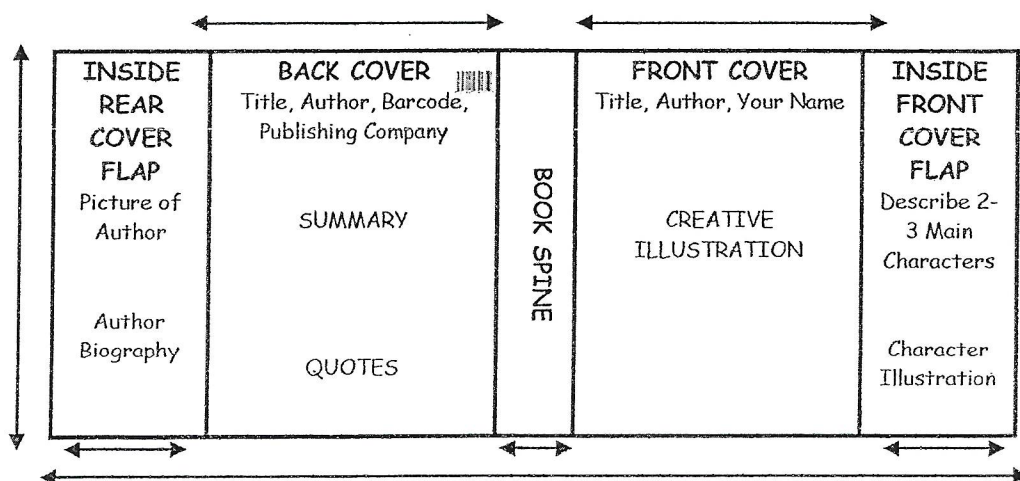 INSIDE
REAR
COVER
FLAP
Picture of
Author
Author
Biography
BACK COVER
Title, Author, Barcode,
Publishing Company
SUMMARY
QUOTES
BOOK SPINE
FRONT COVER
Title, Author, Your Name
CREATIVE
ILLUSTRATION
INSIDE
FRONT
COVER
FLAP
Describe 2-
3 Main
Characters
Character
Illustration